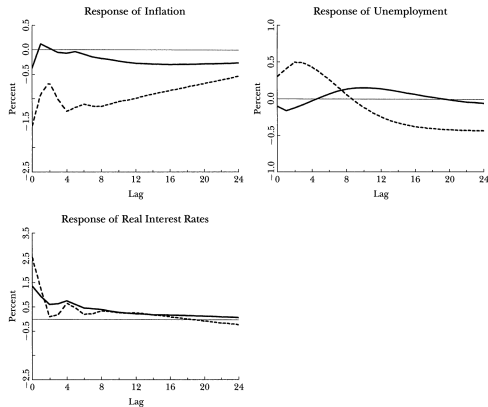 Response of Inflation
Percent
0.5
0.0
−0.5
−1.5
−2.5
0 4 8 12 16 20 24
Lag
Response of Unemployment
Percent
1.0
0.5
0.0
−0.5
−1.0
0 4 8 12 16 20 24
Lag
Response of Real Interest Rates
Percent
3.5
2.5
1.5
0.5
−0.5
−2.5
0 4 8 12 16 20 24
Lag